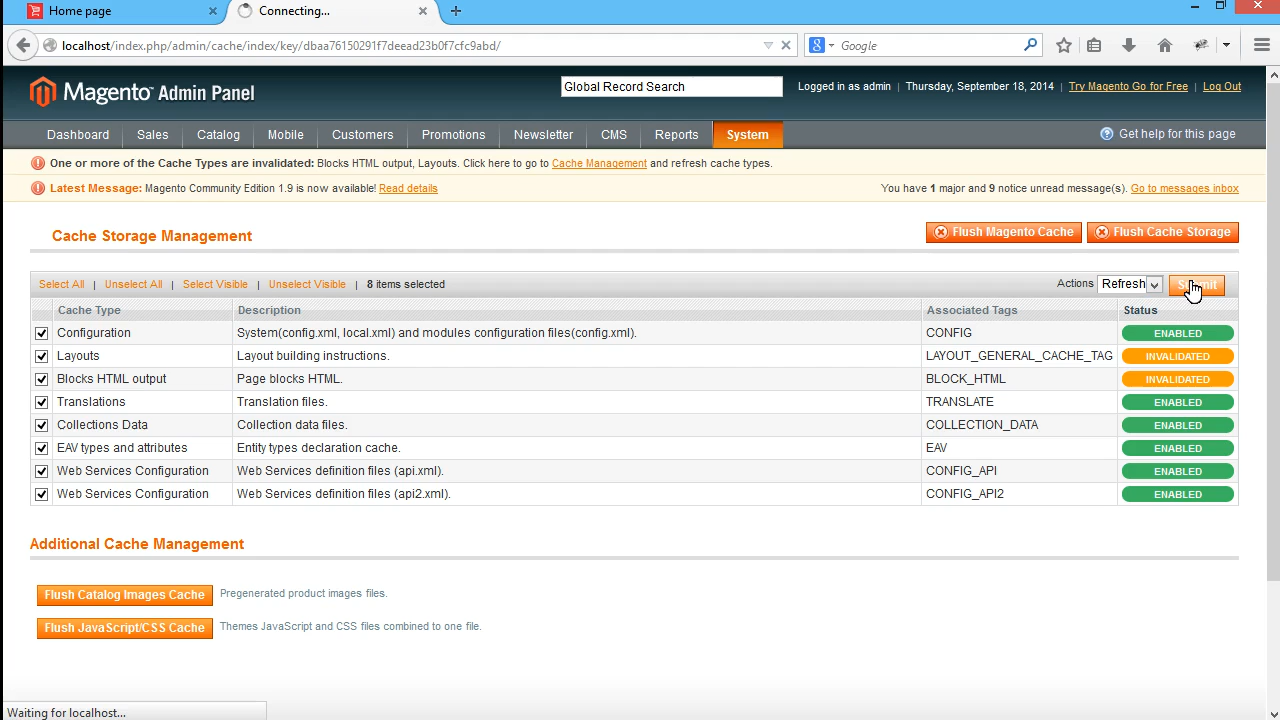 Home page
Connecting...
localhost/index.php/admin/cache/index/key/dbaa76150291f7deead23b0f7cfc9abd/
Google
Magento Admin Panel
Global Record Search
Logged in as admin | Thursday, September 18, 2014 | Try Magento Go for Free | Log Out
Dashboard Sales Catalog Mobile Customers Promotions Newsletter CMS Reports System
Get help for this page
One or more of the Cache Types are invalidated: Blocks HTML output, Layouts. Click here to go to Cache Management and refresh cache types.
Latest Message: Magento Community Edition 1.9 is now available! Read details
You have 1 major and 9 notice unread message(s). Go to messages inbox
Cache Storage Management
Flush Magento Cache
Flush Cache Storage
Select All | Unselect All | Select Visible | Unselect Visible | 8 items selected
Actions Refresh Submit
Cache Type Description Associated Tags Status
Configuration System(config.xml, local.xml) and modules configuration files(config.xml). CONFIG ENABLED
Layouts Layout building instructions. LAYOUT_GENERAL_CACHE_TAG INVALIDATED
Blocks HTML output Page blocks HTML. BLOCK_HTML INVALIDATED
Translations Translation files. TRANSLATE ENABLED
Collections Data Collection data files. COLLECTION_DATA ENABLED
EAV types and attributes Entity types declaration cache. EAV ENABLED
Web Services Configuration Web Services definition files (api.xml). CONFIG_API ENABLED
Web Services Configuration Web Services definition files (api2.xml). CONFIG_API2 ENABLED
Additional Cache Management
Flush Catalog Images Cache Pregenerated product images files.
Flush JavaScript/CSS Cache Themes JavaScript and CSS files combined to one file.
Waiting for localhost...